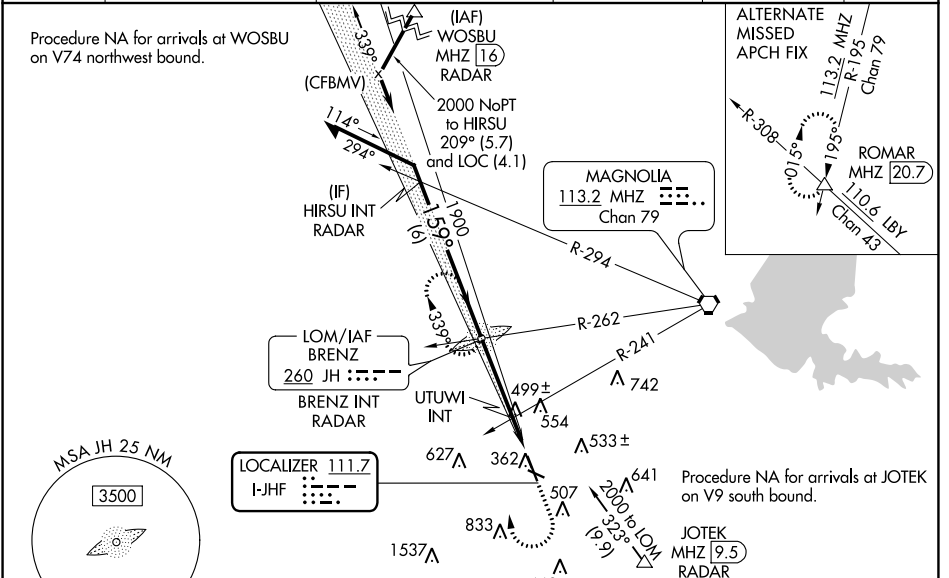 Procedure NA for arrivals at WOSBU
on V74 northwest bound.
339°
(CFBMV)
(IAF)
WOSBU
MHZ 16
RADAR
2000 NoPT
to HIRSU
209° (5.7)
and LOC (4.1)
114°
294°
(IF)
HIRSU INT
RADAR
159°
(6)
1900
MAGNOLIA
113.2 MHZ
Chan 79
R-294
R-262
R-241
ALTERNATE
MISSED
APCH FIX
113.2 MHZ
R-195
Chan 79
R-308
015°
195°
ROMAR
MHZ 20.7
110.6 LBY
Chan 43
339°
LOM/IAF
BRENZ
260 JH
BRENZ INT
RADAR
UTUWI
INT
499±
554
742
533±
627
362
LOCALIZER 111.7
I-JHF
507
641
833
1537
Procedure NA for arrivals at JOTEK
on V9 south bound.
2000 to LOM
323°
(9.9)
JOTEK
MHZ 9.5
RADAR
MSA JH 25 NM
3500